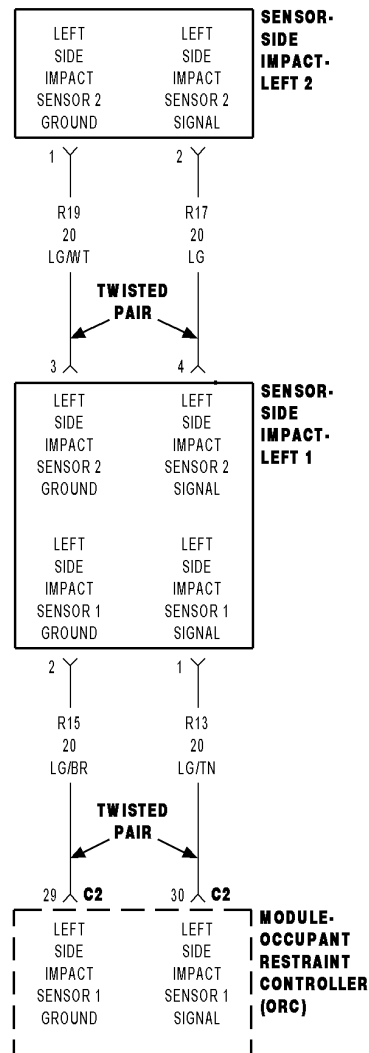 LEFT
SIDE
IMPACT
SENSOR 2
GROUND
LEFT
SIDE
IMPACT
SENSOR 2
SIGNAL
SENSOR-
SIDE
IMPACT-
LEFT 2
1
2
R19
20
LG/WT
R17
20
LG
TWISTED
PAIR
3
4
LEFT
SIDE
IMPACT
SENSOR 2
GROUND
LEFT
SIDE
IMPACT
SENSOR 2
SIGNAL
SENSOR-
SIDE
IMPACT-
LEFT 1
LEFT
SIDE
IMPACT
SENSOR 1
GROUND
LEFT
SIDE
IMPACT
SENSOR 1
SIGNAL
2
1
R15
20
LG/BR
R13
20
LG/TN
TWISTED
PAIR
29 C2
30 C2
LEFT
SIDE
IMPACT
SENSOR 1
GROUND
LEFT
SIDE
IMPACT
SENSOR 1
SIGNAL
MODULE-
OCCUPANT
RESTRAINT
CONTROLLER
(ORC)